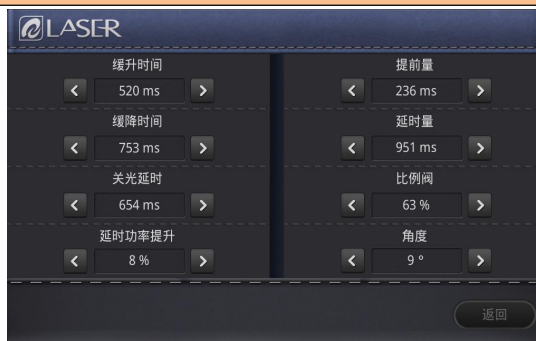 LASER
缓升时间
520 ms
缓降时间
753 ms
关光延时
654 ms
延时功率提升
8 %
提前量
236 ms
延时量
951 ms
比例阀
63 %
角度
9 °
返回